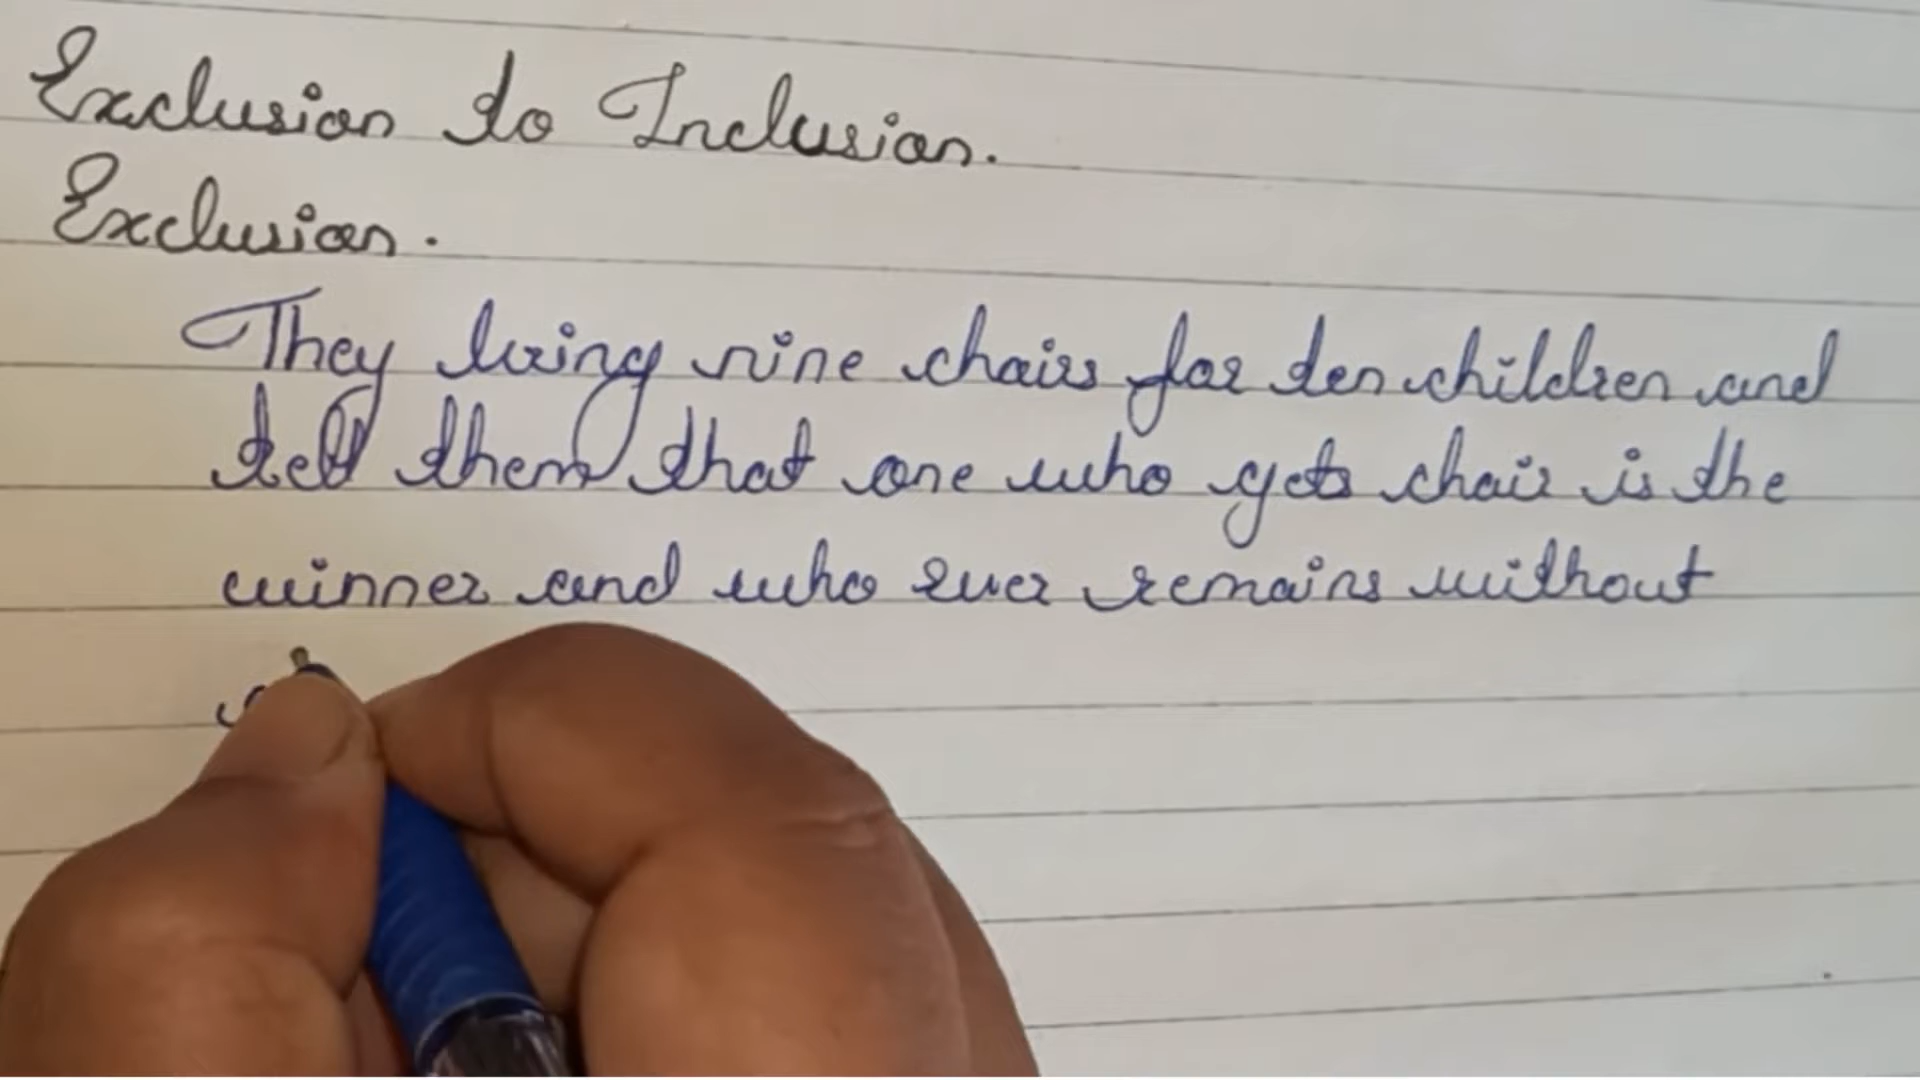 Exclusion to Inclusion.
Exclusion.
They bring nine chairs for ten children and
tell them that one who gets chair is the
winner and who ever remains without